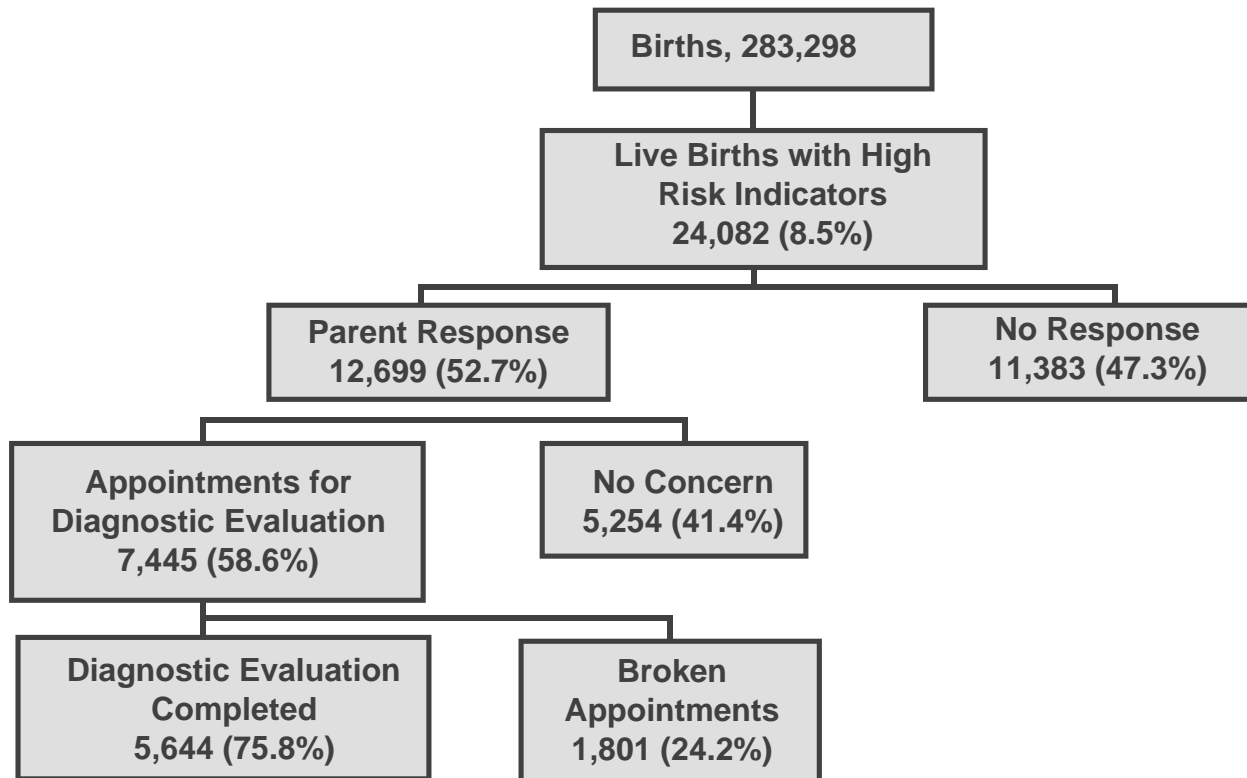 Births, 283,298
Live Births with High
Risk Indicators
24,082 (8.5%)
Parent Response
12,699 (52.7%)
No Response
11,383 (47.3%)
Appointments for
Diagnostic Evaluation
7,445 (58.6%)
No Concern
5,254 (41.4%)
Diagnostic Evaluation
Completed
5,644 (75.8%)
Broken
Appointments
1,801 (24.2%)